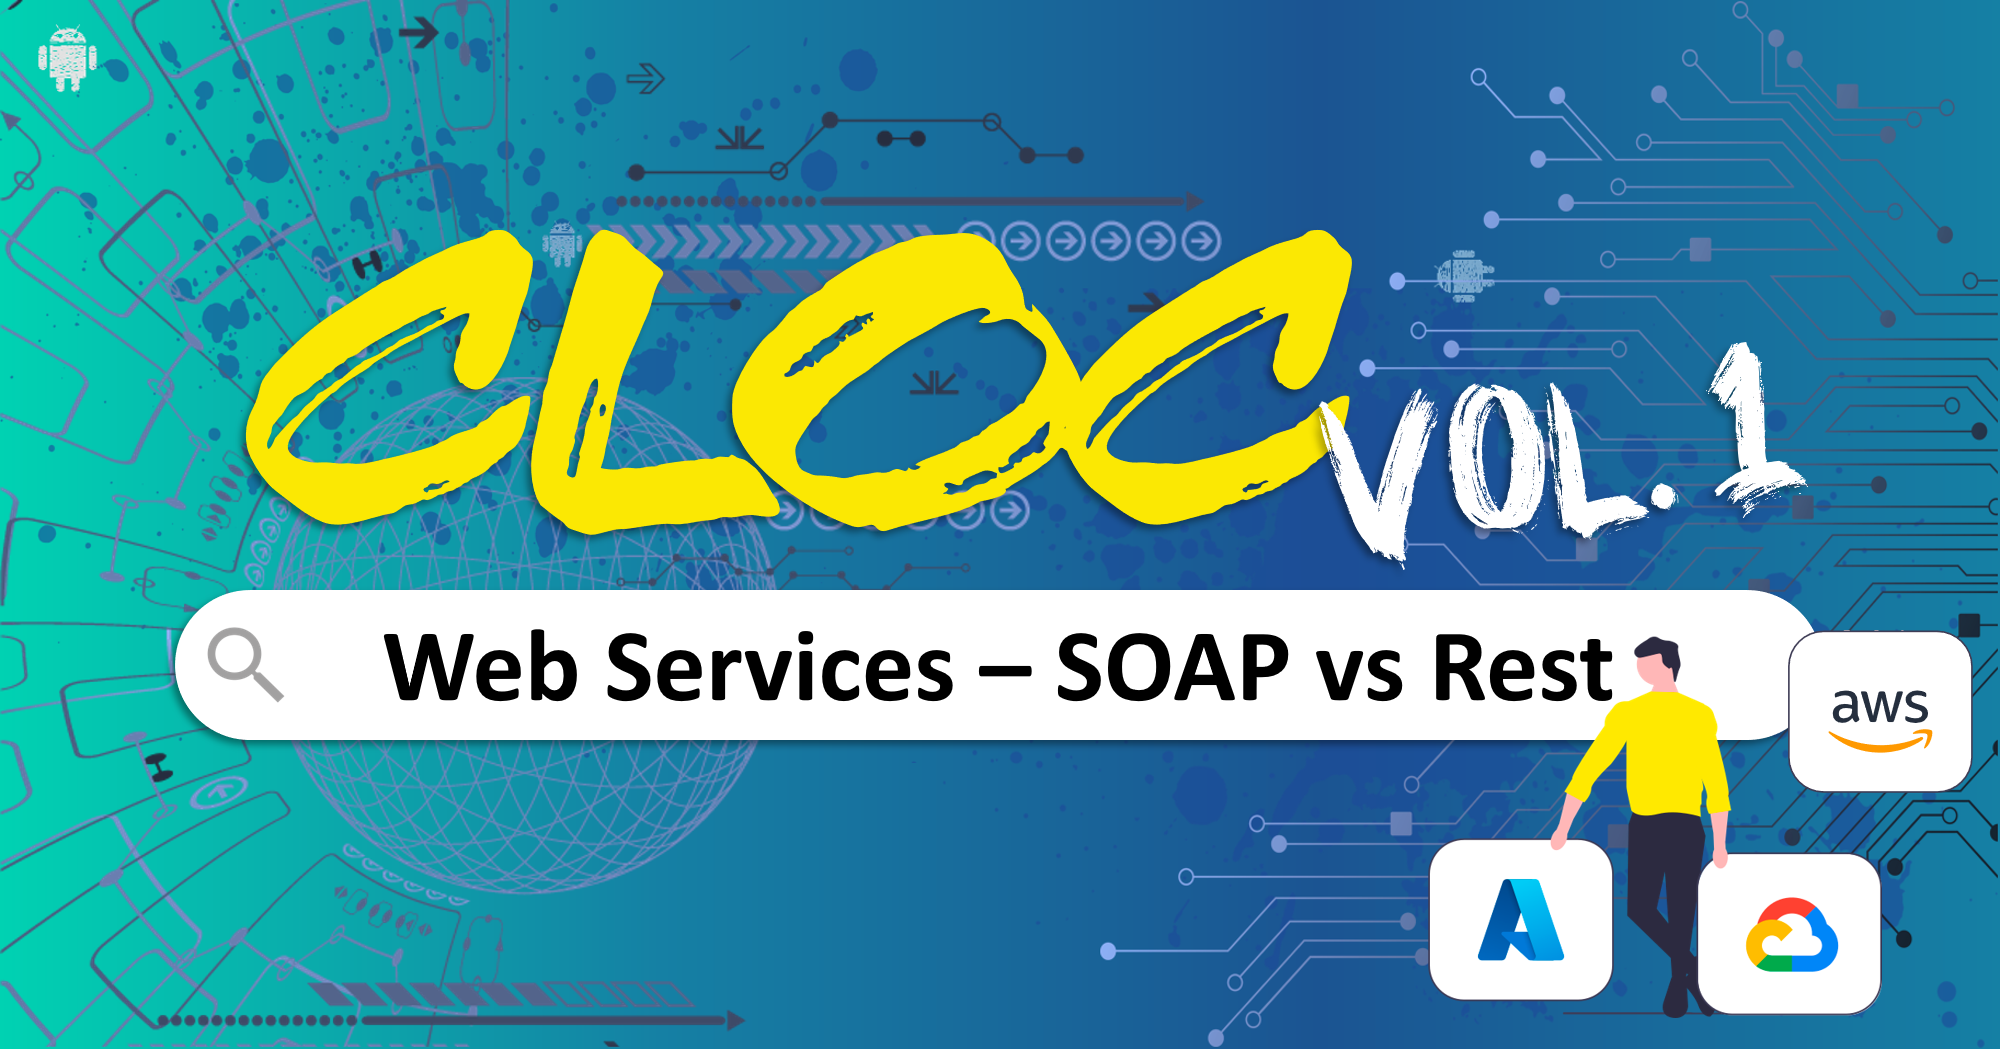 CLOC
VOL.1
Web Services – SOAP vs Rest
aws